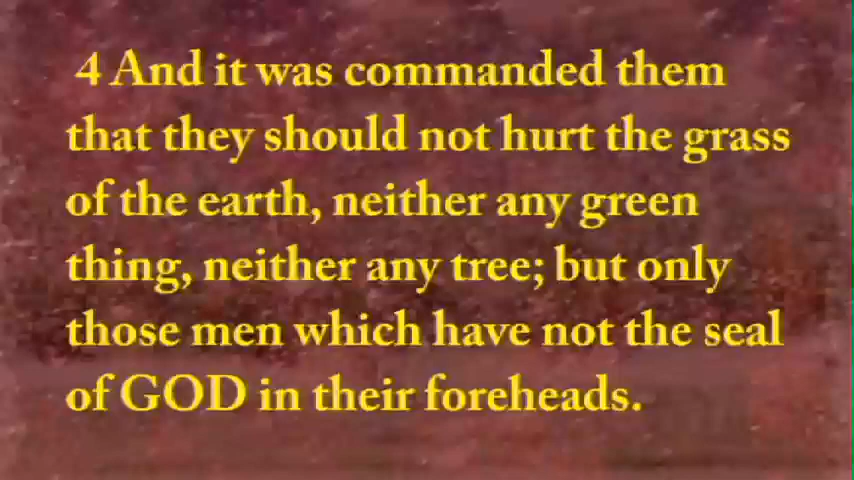 4 And it was commanded them
that they should not hurt the grass
of the earth, neither any green
thing, neither any tree; but only
those men which have not the seal
of GOD in their foreheads.